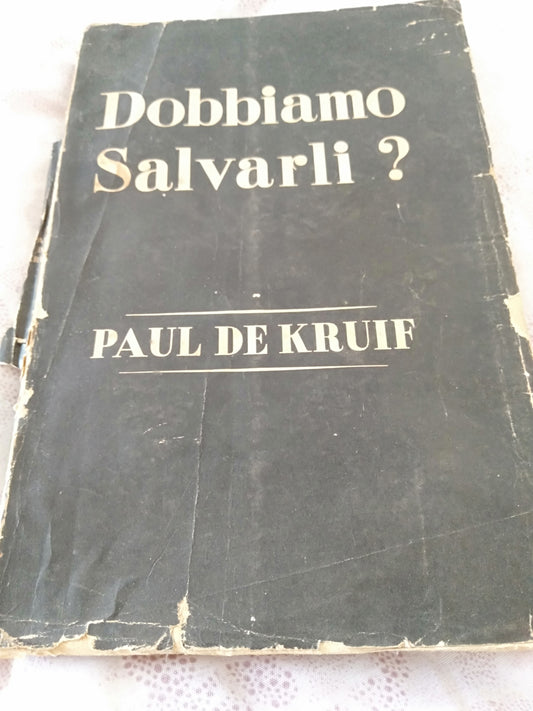 Dobbiamo
Salvarli ?
PAUL DE KRUIF